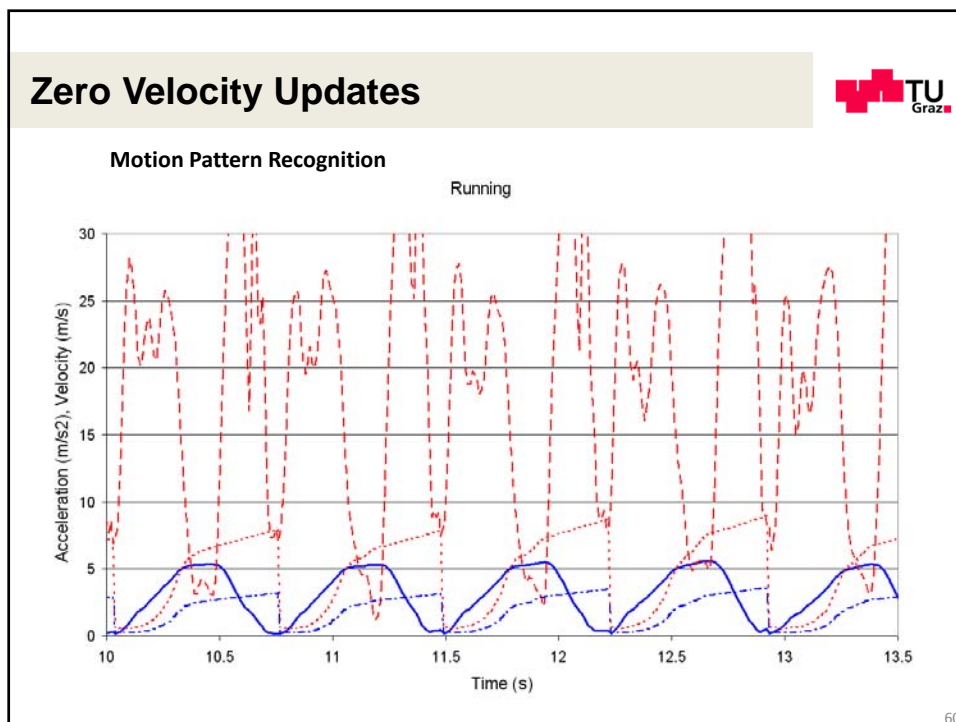 Zero Velocity Updates
TU
Graz
Motion Pattern Recognition
Running
Acceleration (m/s2), Velocity (m/s)
30
25
20
15
10
5
0
10 10.5 11 11.5 12 12.5 13 13.5
Time (s)
60